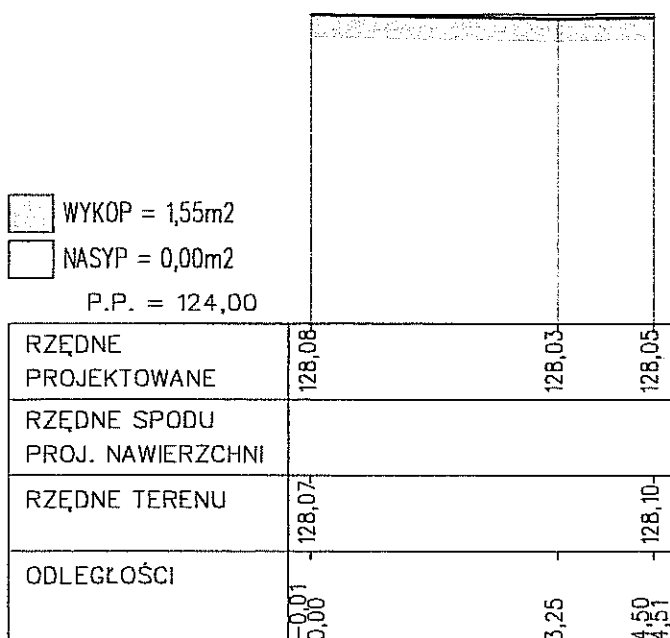 WYKOP = 1,55m2
NASYP = 0,00m2
P.P. = 124,00
RZĘDNE
PROJEKTOWANE
128,08
128,03
128,05
RZĘDNE SPODU
PROJ. NAWIERZCHNI
RZĘDNE TERENU
128,07
128,10
ODLEGŁOŚCI
-0,01
0,00
3,25
4,50
4,51